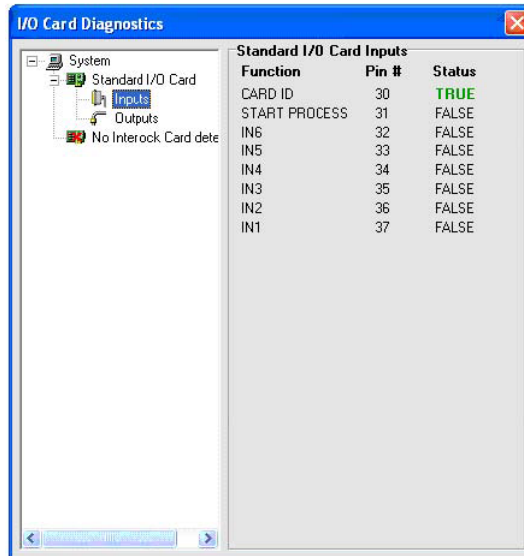 I/O Card Diagnostics
System
Standard I/O Card
Inputs
Outputs
No Interock Card dete
Standard I/O Card Inputs
Function Pin # Status
CARD ID 30 TRUE
START PROCESS 31 FALSE
IN6 32 FALSE
IN5 33 FALSE
IN4 34 FALSE
IN3 35 FALSE
IN2 36 FALSE
IN1 37 FALSE